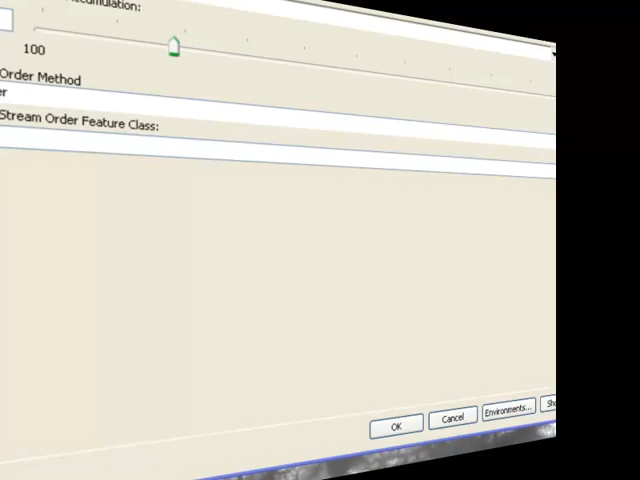 100
Order Method
Stream Order Feature Class:
OK
Cancel
Environments...